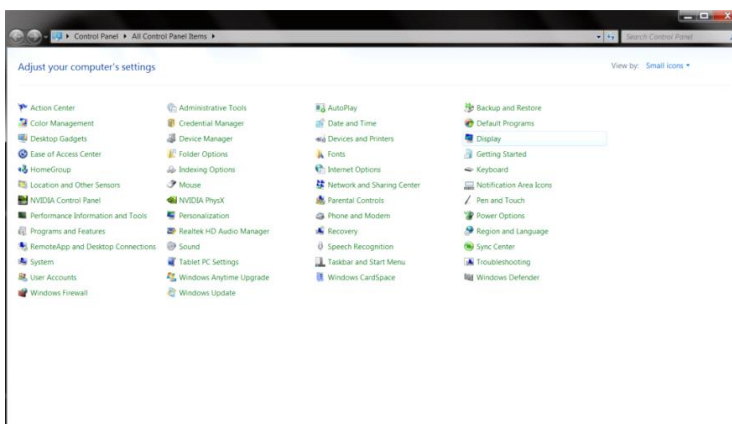 Control Panel ▸ All Control Panel Items ▸ Search Control Panel
Adjust your computer's settings View by: Small icons
Action Center Administrative Tools AutoPlay Backup and Restore
Color Management Credential Manager Date and Time Default Programs
Desktop Gadgets Device Manager Devices and Printers Display
Ease of Access Center Folder Options Fonts Getting Started
HomeGroup Indexing Options Internet Options Keyboard
Location and Other Sensors Mouse Network and Sharing Center Notification Area Icons
NVIDIA Control Panel NVIDIA PhysX Parental Controls Pen and Touch
Performance Information and Tools Personalization Phone and Modem Power Options
Programs and Features Realtek HD Audio Manager Recovery Region and Language
RemoteApp and Desktop Connections Sound Speech Recognition Sync Center
System Tablet PC Settings Taskbar and Start Menu Troubleshooting
User Accounts Windows Anytime Upgrade Windows CardSpace Windows Defender
Windows Firewall Windows Update